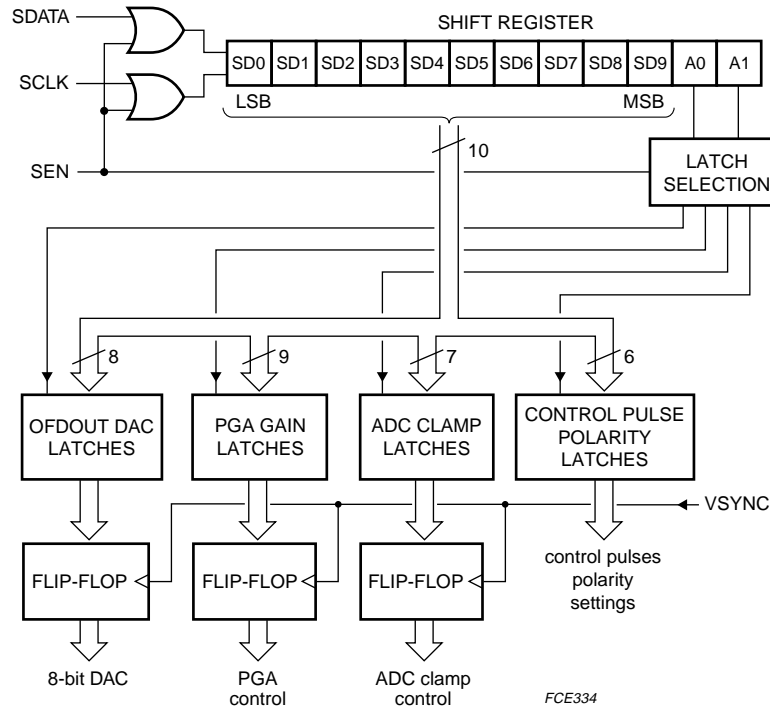 SDATA
SHIFT REGISTER
SD0 SD1 SD2 SD3 SD4 SD5 SD6 SD7 SD8 SD9 A0 A1
SCLK
LSB MSB
10
SEN
LATCH
SELECTION
8 9 7 6
OFDOUT DAC
LATCHES
PGA GAIN
LATCHES
ADC CLAMP
LATCHES
CONTROL PULSE
POLARITY
LATCHES
VSYNC
FLIP-FLOP
FLIP-FLOP
FLIP-FLOP
control pulses
polarity
settings
8-bit DAC
PGA
control
ADC clamp
control
FCE334